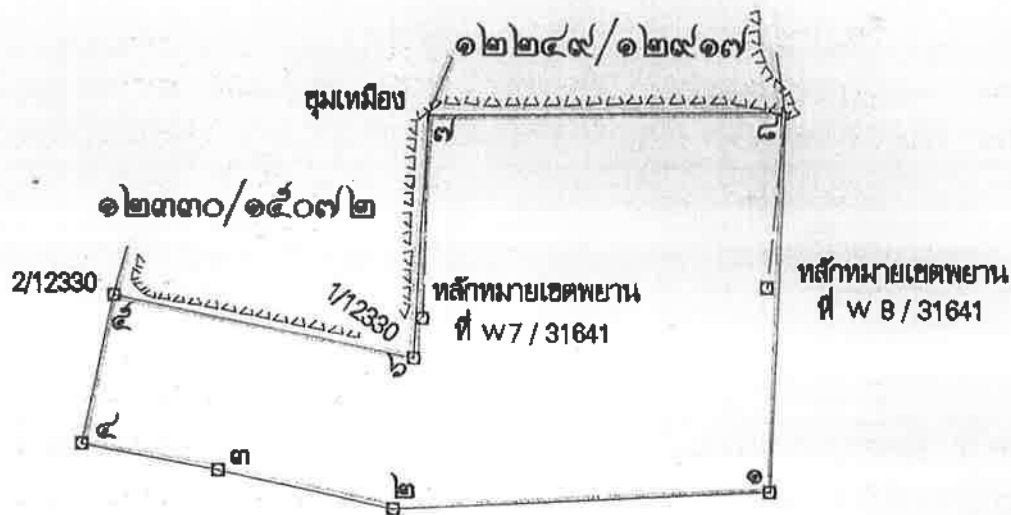 ๑๒๒๔๙/๑๒๙๑๗
ขุมเหมือง
๗
๘
๑๒๓๓๐/๑๕๐๗๒
2/12330
1/12330
หลักหมายเขตพยาน
ที่ W7 / 31641
หลักหมายเขตพยาน
ที่ W 8 / 31641
๕
๖
๔
๓
๒
๑